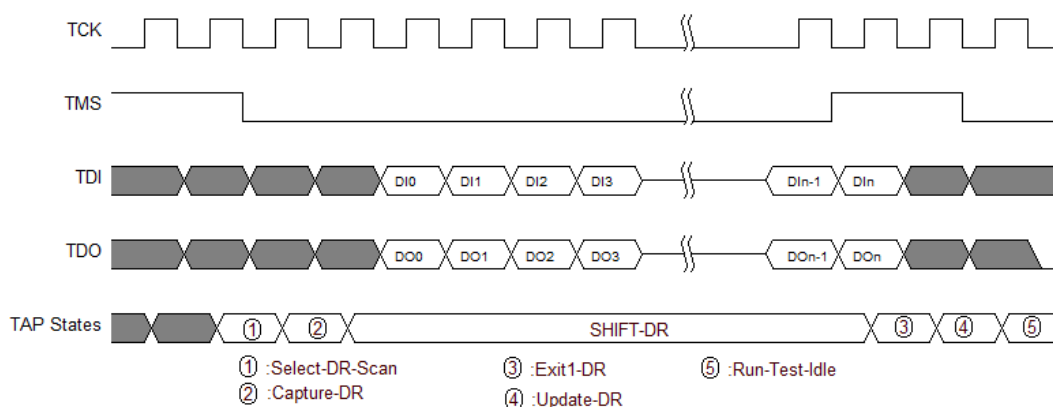 TCK
TMS
TDI DI0 DI1 DI2 DI3 DIn-1 DIn
TDO DO0 DO1 DO2 DO3 DOn-1 DOn
TAP States 1 2 SHIFT-DR 3 4 5
1 :Select-DR-Scan 3 :Exit1-DR 5 :Run-Test-Idle
2 :Capture-DR 4 :Update-DR